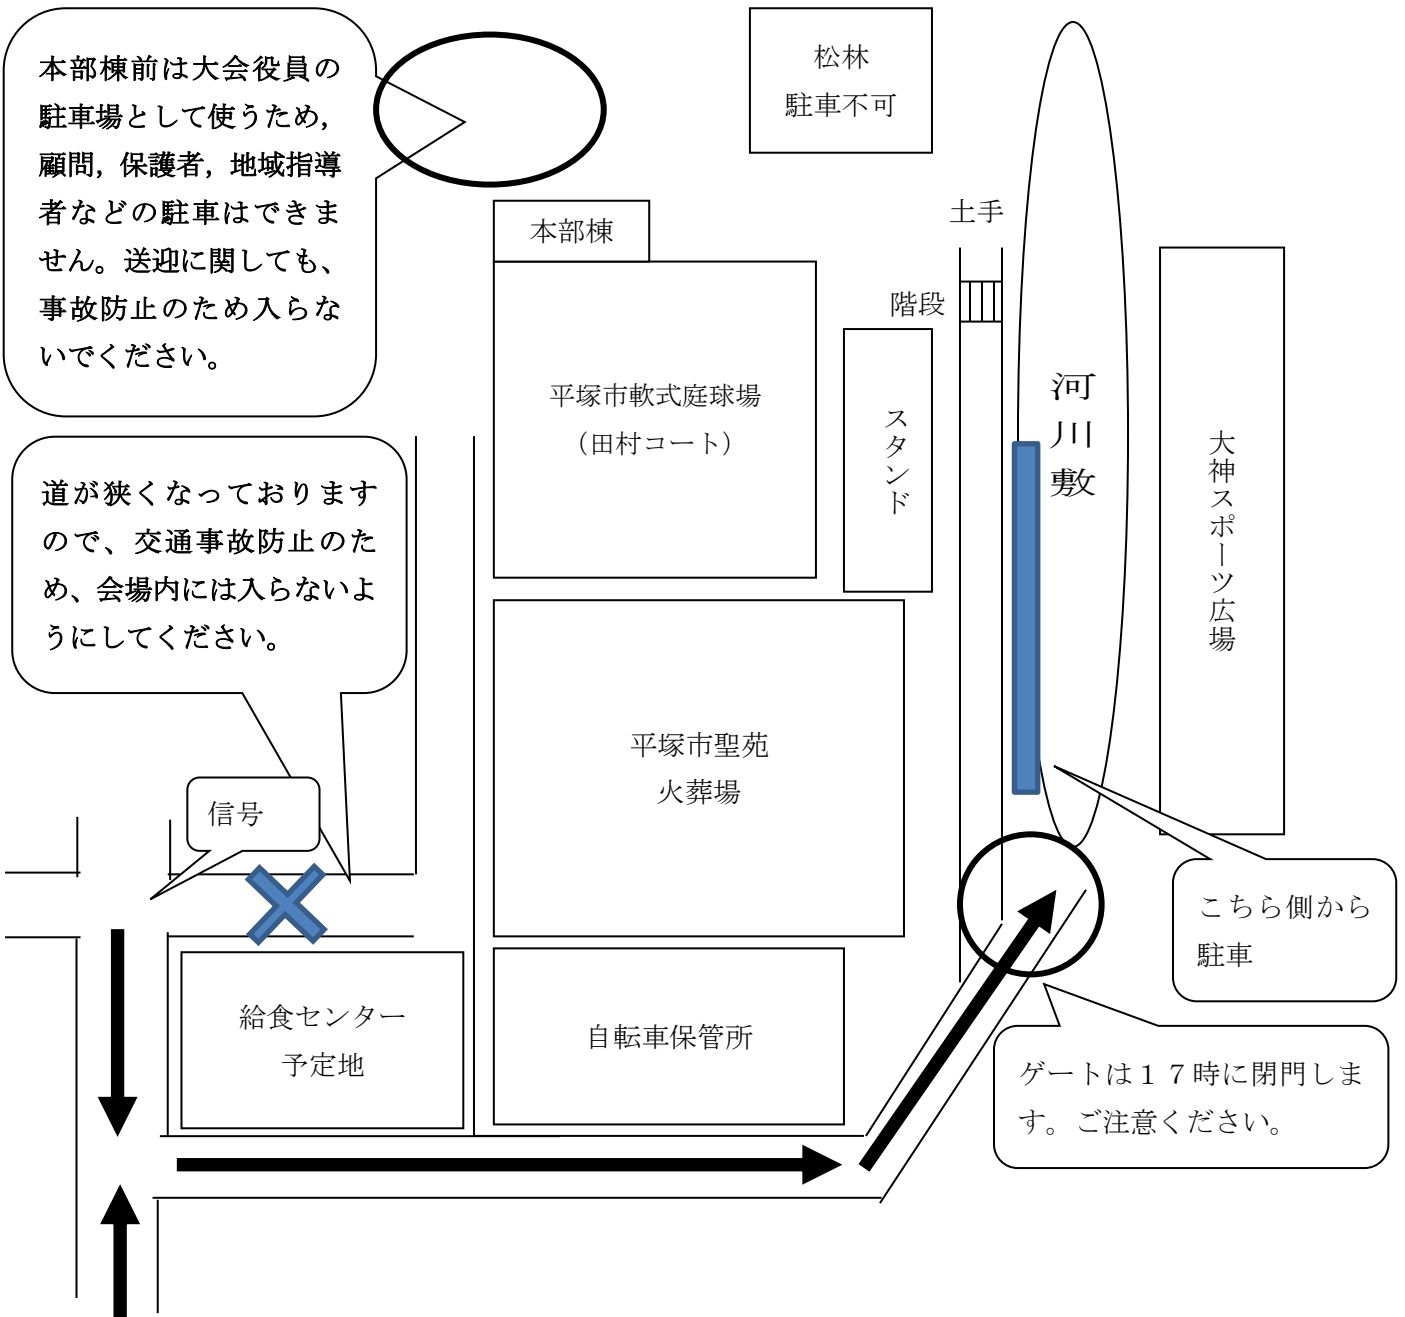 本部棟前は大会役員の
駐車場として使うため，
顧問，保護者，地域指導
者などの駐車はできま
せん。送迎に関しても、
事故防止のため入らな
いでください。
松林
駐車不可
本部棟
土手
階段
平塚市軟式庭球場
（田村コート）
スタンド
河川敷
大神スポーツ広場
道が狭くなっております
ので、交通事故防止のた
め、会場内には入らないよ
うにしてください。
平塚市聖苑
火葬場
信号
こちら側から
駐車
給食センター
予定地
自転車保管所
ゲートは１７時に閉門しま
す。ご注意ください。